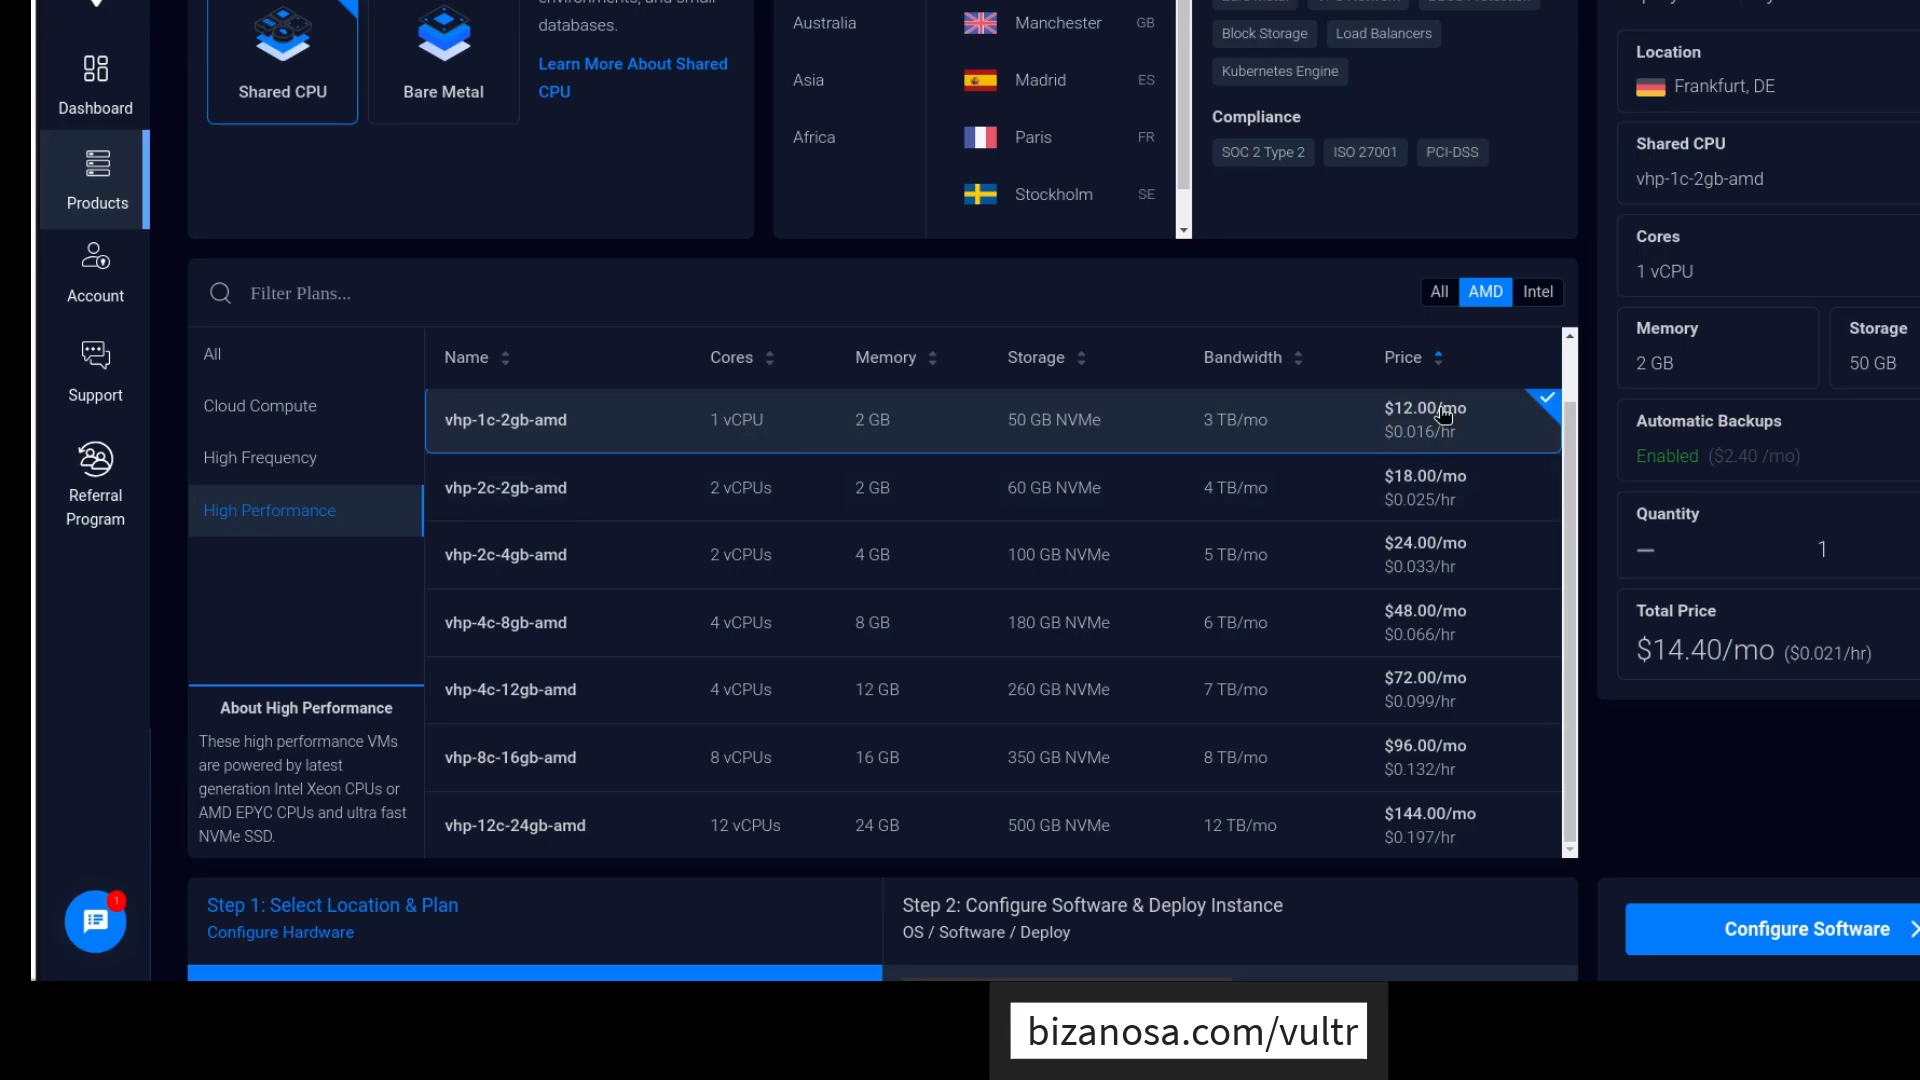 Dashboard
Products
Account
Support
Referral
Program
1
Shared CPU
Bare Metal
databases.
Learn More About Shared
CPU
Australia
Asia
Africa
Manchester GB
Madrid ES
Paris FR
Stockholm SE
Block Storage Load Balancers
Kubernetes Engine
Compliance
SOC 2 Type 2 ISO 27001 PCI-DSS
Filter Plans...
All AMD Intel
All
Cloud Compute
High Frequency
High Performance
About High Performance
These high performance VMs
are powered by latest
generation Intel Xeon CPUs or
AMD EPYC CPUs and ultra fast
NVMe SSD.
Name Cores Memory Storage Bandwidth Price
vhp-1c-2gb-amd 1 vCPU 2 GB 50 GB NVMe 3 TB/mo $12.00/mo
$0.016/hr
vhp-2c-2gb-amd 2 vCPUs 2 GB 60 GB NVMe 4 TB/mo $18.00/mo
$0.025/hr
vhp-2c-4gb-amd 2 vCPUs 4 GB 100 GB NVMe 5 TB/mo $24.00/mo
$0.033/hr
vhp-4c-8gb-amd 4 vCPUs 8 GB 180 GB NVMe 6 TB/mo $48.00/mo
$0.066/hr
vhp-4c-12gb-amd 4 vCPUs 12 GB 260 GB NVMe 7 TB/mo $72.00/mo
$0.099/hr
vhp-8c-16gb-amd 8 vCPUs 16 GB 350 GB NVMe 8 TB/mo $96.00/mo
$0.132/hr
vhp-12c-24gb-amd 12 vCPUs 24 GB 500 GB NVMe 12 TB/mo $144.00/mo
$0.197/hr
Step 1: Select Location & Plan
Configure Hardware
Step 2: Configure Software & Deploy Instance
OS / Software / Deploy
Location
Frankfurt, DE
Shared CPU
vhp-1c-2gb-amd
Cores
1 vCPU
Memory Storage
2 GB 50 GB
Automatic Backups
Enabled ($2.40 /mo)
Quantity
— 1
Total Price
$14.40/mo ($0.021/hr)
Configure Software
bizanosa.com/vultr